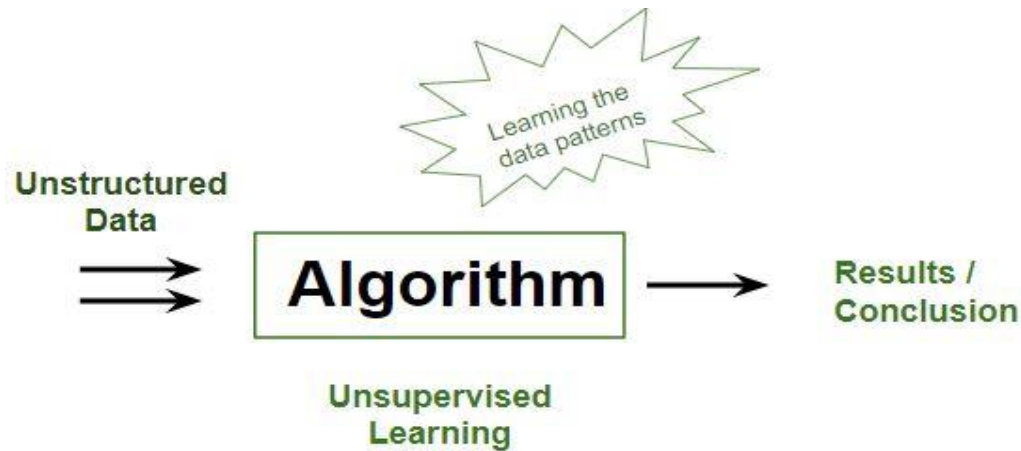 Learning the
data patterns
Unstructured
Data
Algorithm
Results /
Conclusion
Unsupervised
Learning